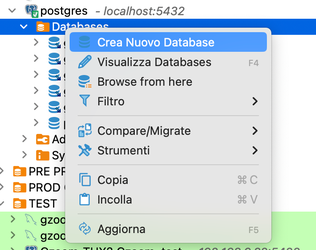 postgres - localhost:5432
Databases
Crea Nuovo Database
Visualizza Databases F4
Browse from here
Filtro
Compare/Migrate
Strumenti
Copia ⌘ C
Incolla ⌘ V
Aggiorna F5
PRE
PROD
TEST